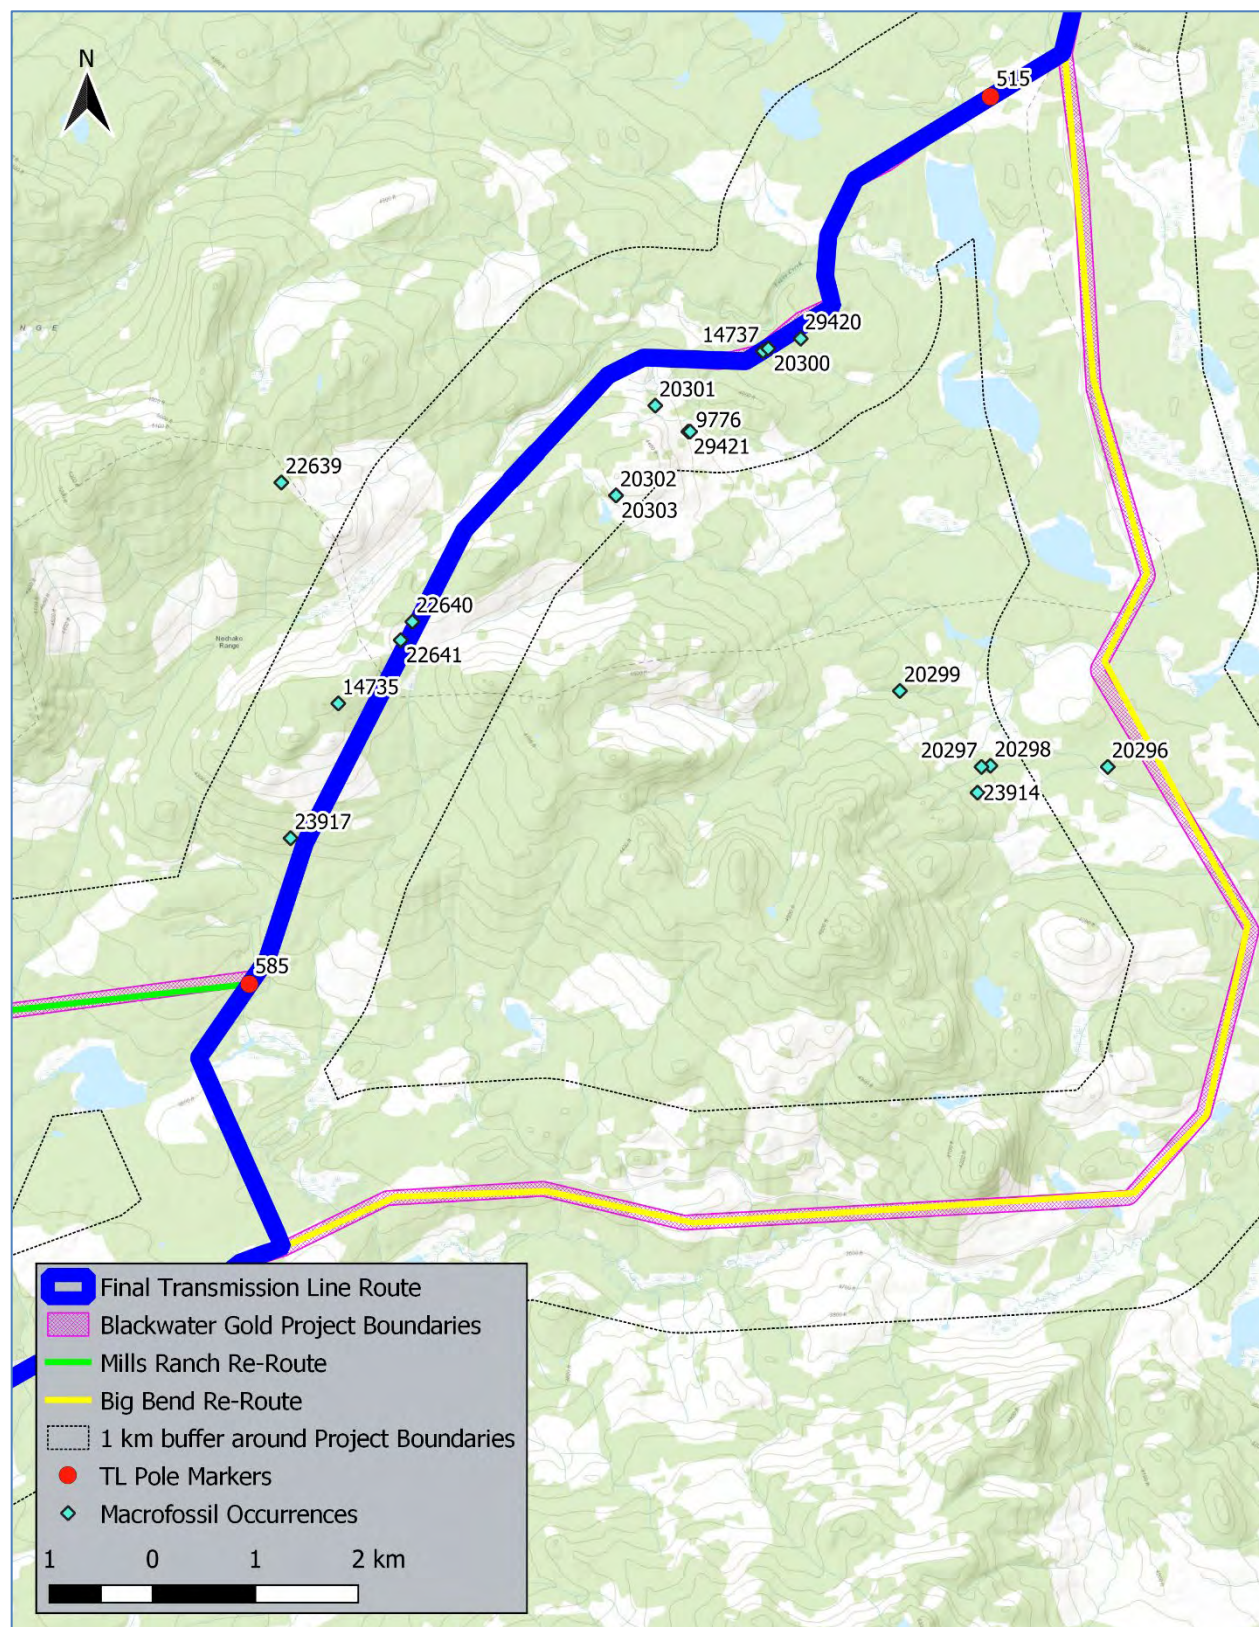 N
515
29420
14737
20300
20301
9776
29421
22639
20302
20303
22640
22641
Nechako
Range
14735
20299
20297
20298
20296
23914
23917
585
Final Transmission Line Route
Blackwater Gold Project Boundaries
Mills Ranch Re-Route
Big Bend Re-Route
1 km buffer around Project Boundaries
TL Pole Markers
Macrofossil Occurrences
1 0 1 2 km